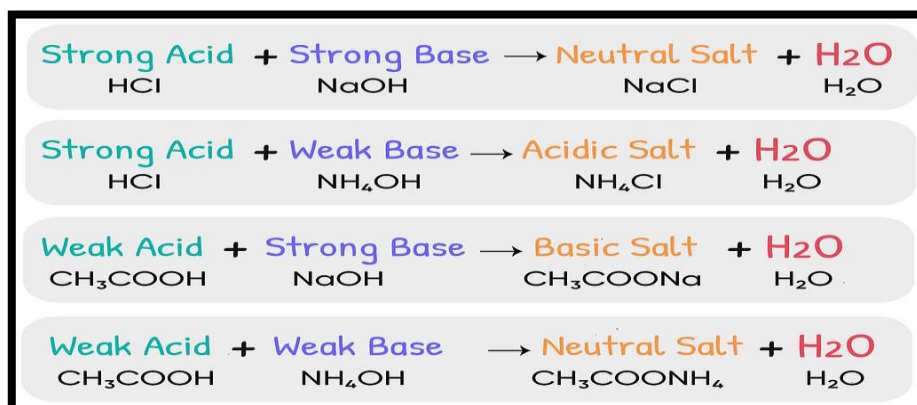 Strong Acid + Strong Base → Neutral Salt + H2O
HCl NaOH NaCl H₂O
Strong Acid + Weak Base → Acidic Salt + H2O
HCl NH₄OH NH₄Cl H₂O
Weak Acid + Strong Base → Basic Salt + H2O
CH₃COOH NaOH CH₃COONa H₂O
Weak Acid + Weak Base → Neutral Salt + H2O
CH₃COOH NH₄OH CH₃COONH₄ H₂O